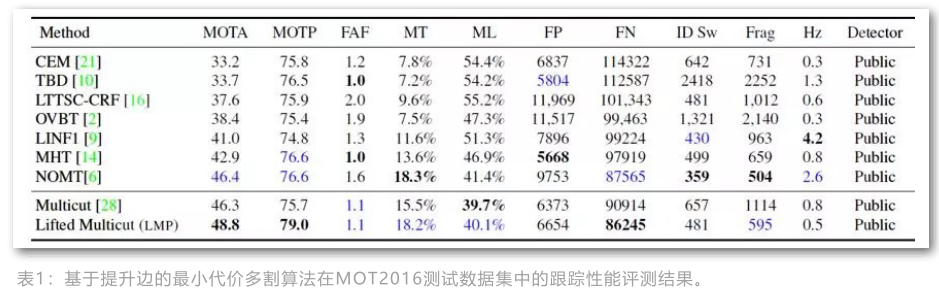 Method MOTA MOTP FAF MT ML FP FN ID Sw Frag Hz Detector
CEM [21] 33.2 75.8 1.2 7.8% 54.4% 6837 114322 642 731 0.3 Public
TBD [10] 33.7 76.5 1.0 7.2% 54.2% 5804 112587 2418 2252 1.3 Public
LTTSC-CRF [16] 37.6 75.9 2.0 9.6% 55.2% 11,969 101,343 481 1,012 0.6 Public
OVBT [2] 38.4 75.4 1.9 7.5% 47.3% 11,517 99,463 1,321 2,140 0.3 Public
LINF1 [9] 41.0 74.8 1.3 11.6% 51.3% 7896 99224 430 963 4.2 Public
MHT [14] 42.9 76.6 1.0 13.6% 46.9% 5668 97919 499 659 0.8 Public
NOMT[6] 46.4 76.6 1.6 18.3% 41.4% 9753 87565 359 504 2.6 Public
Multicut [28] 46.3 75.7 1.1 15.5% 39.7% 6373 90914 657 1114 0.8 Public
Lifted Multicut (LMP) 48.8 79.0 1.1 18.2% 40.1% 6654 86245 481 595 0.5 Public
表1：基于提升边的最小代价多割算法在MOT2016测试数据集中的跟踪性能评测结果。